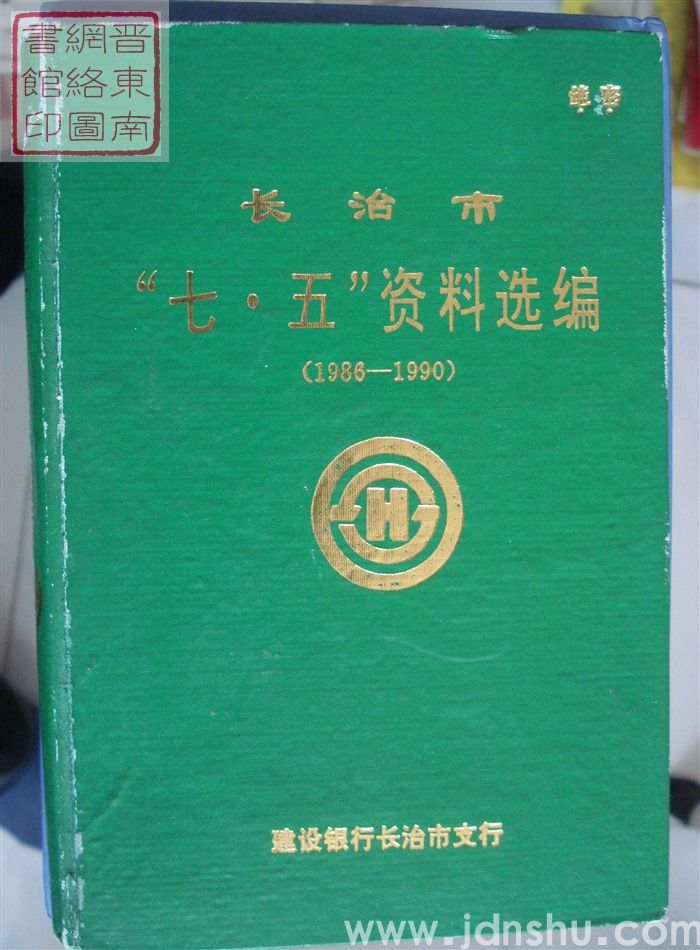 晋東南
網絡圖
書館印
长治市
“七·五”资料选编
(1986—1990)
H
建设银行长治市支行
www.jdnshu.com